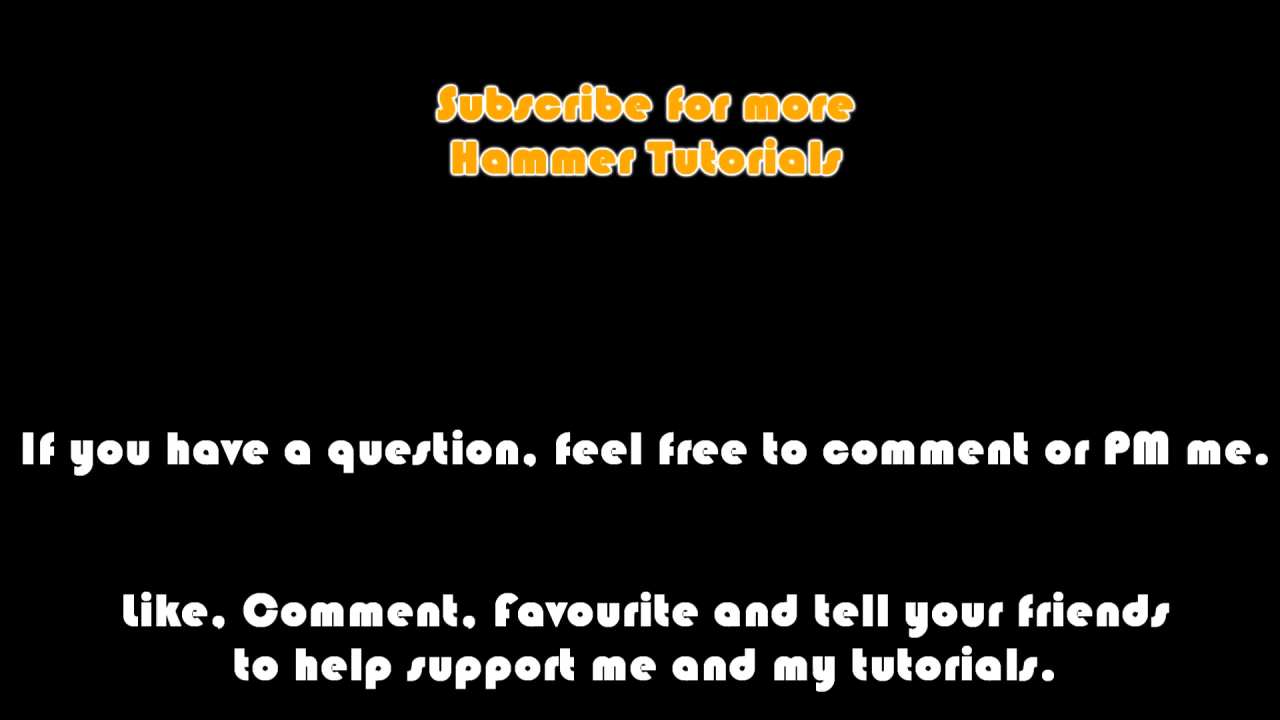 Subscribe for more
Hammer Tutorials
If you have a question, feel free to comment or PM me.
Like, Comment, Favourite and tell your friends
to help support me and my tutorials.